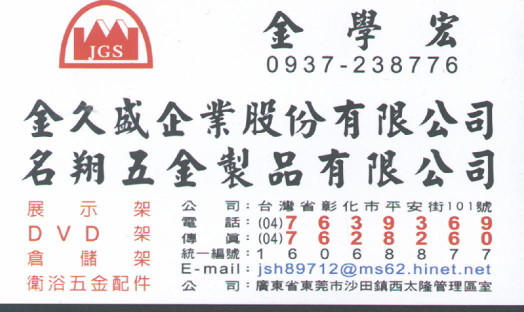 JGS
金學宏
0937-238776
金久盛企業股份有限公司
名翔五金製品有限公司
展示架
DVD架
倉儲架
衛浴五金配件
公司：台灣省彰化市平安街101號
電話：(04)7639369
傳真：(04)7628260
統一編號：16068877
E-mail：jsh89712@ms62.hinet.net
公司：廣東省東莞市沙田鎮西太隆管理區室